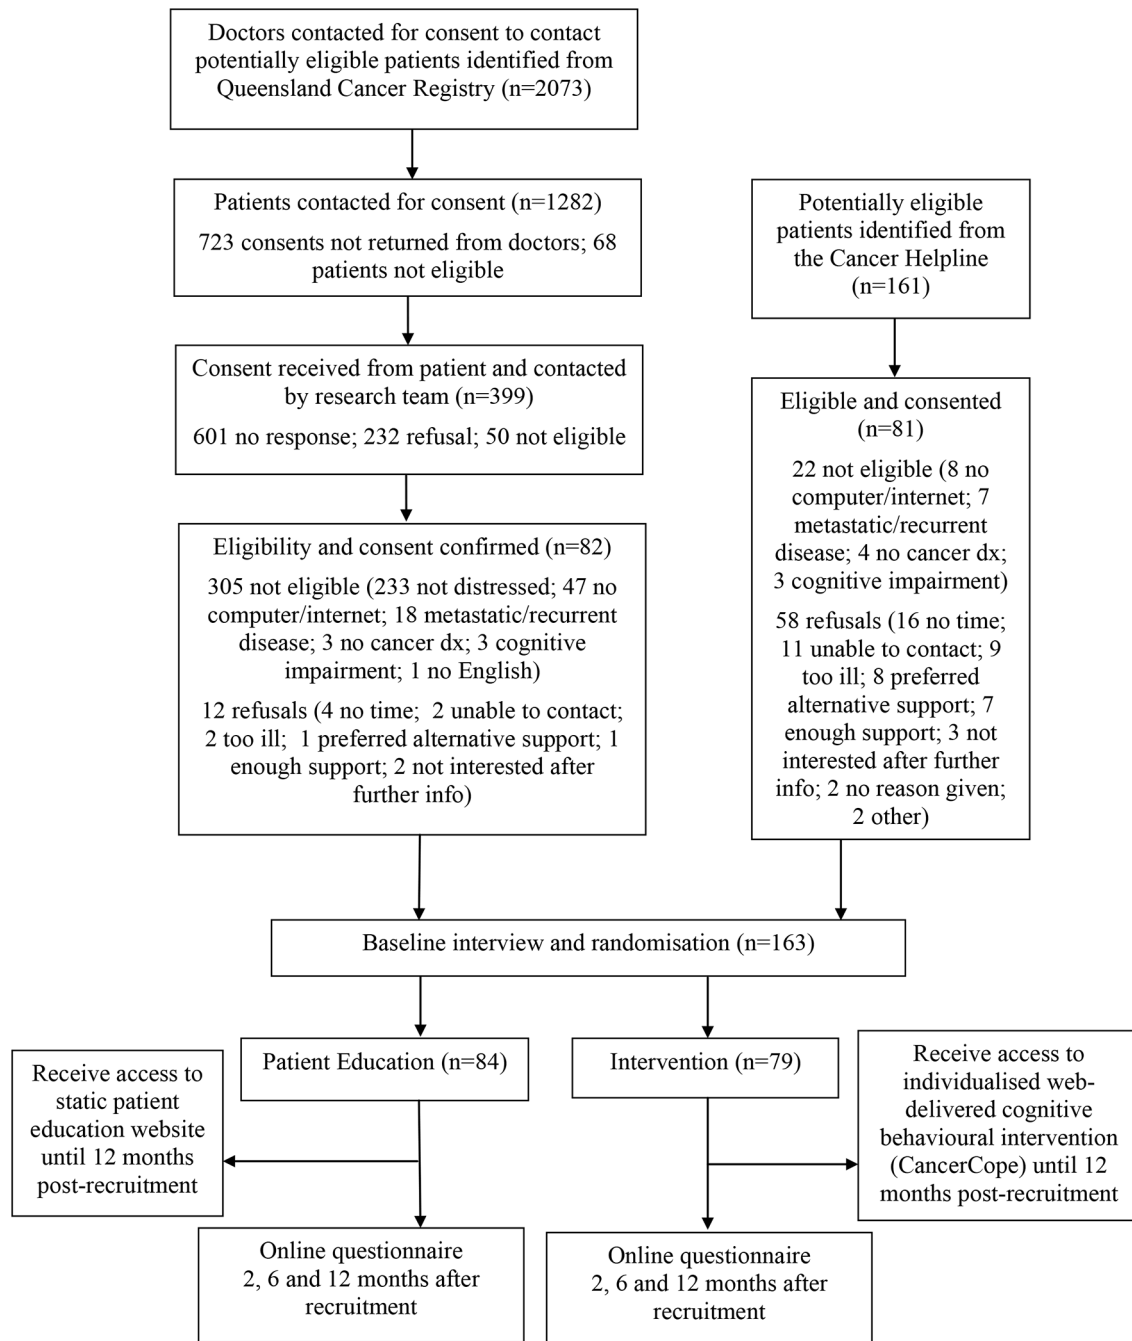 Doctors contacted for consent to contact
potentially eligible patients identified from
Queensland Cancer Registry (n=2073)
Patients contacted for consent (n=1282)
723 consents not returned from doctors; 68
patients not eligible
Potentially eligible
patients identified from
the Cancer Helpline
(n=161)
Consent received from patient and contacted
by research team (n=399)
601 no response; 232 refusal; 50 not eligible
Eligible and consented
(n=81)
22 not eligible (8 no
computer/internet; 7
metastatic/recurrent
disease; 4 no cancer dx;
3 cognitive impairment)
58 refusals (16 no time;
11 unable to contact; 9
too ill; 8 preferred
alternative support; 7
enough support; 3 not
interested after further
info; 2 no reason given;
2 other)
Eligibility and consent confirmed (n=82)
305 not eligible (233 not distressed; 47 no
computer/internet; 18 metastatic/recurrent
disease; 3 no cancer dx; 3 cognitive
impairment; 1 no English)
12 refusals (4 no time; 2 unable to contact;
2 too ill; 1 preferred alternative support; 1
enough support; 2 not interested after
further info)
Baseline interview and randomisation (n=163)
Patient Education (n=84)
Intervention (n=79)
Receive access to
static patient
education website
until 12 months
post-recruitment
Receive access to
individualised web-
delivered cognitive
behavioural intervention
(CancerCope) until 12
months post-recruitment
Online questionnaire
2, 6 and 12 months after
recruitment
Online questionnaire
2, 6 and 12 months after
recruitment